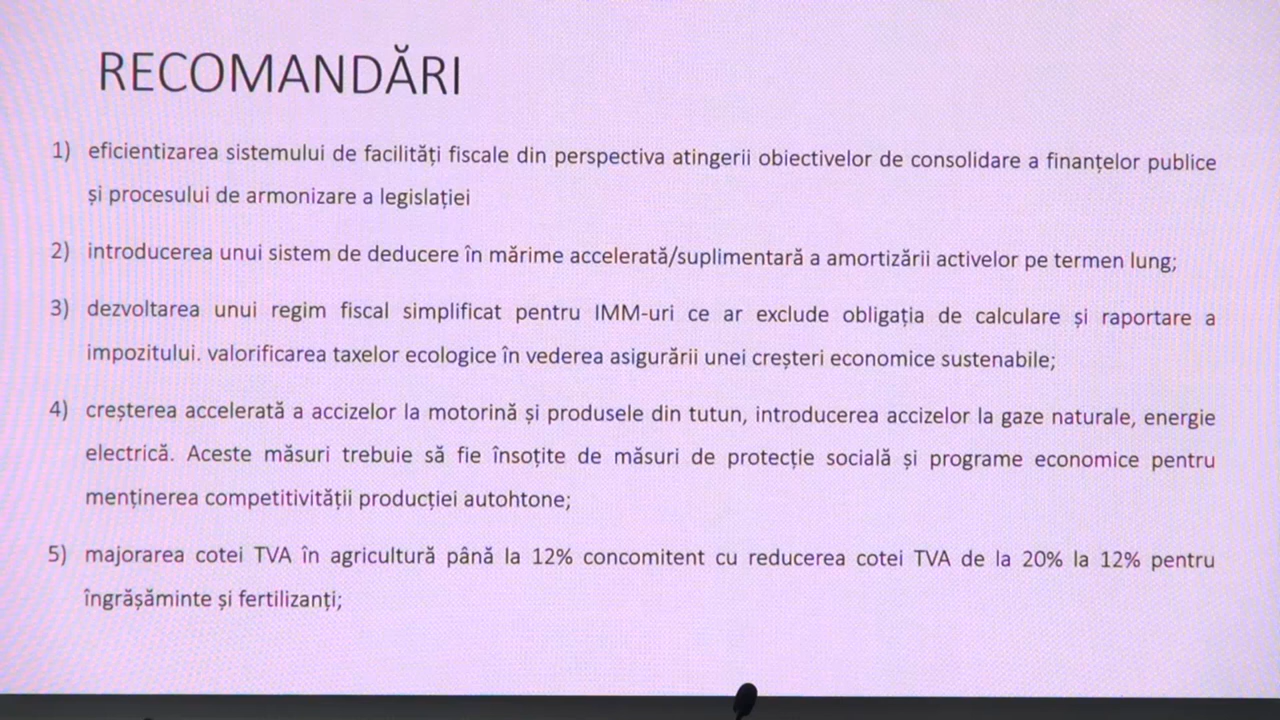 RECOMANDĂRI
1) eficientizarea sistemului de facilități fiscale din perspectiva atingerii obiectivelor de consolidare a finanțelor publice
și procesului de armonizare a legislației
2) introducerea unui sistem de deducere în mărime accelerată/suplimentară a amortizării activelor pe termen lung;
3) dezvoltarea unui regim fiscal simplificat pentru IMM-uri ce ar exclude obligația de calculare și raportare a
impozitului. valorificarea taxelor ecologice în vederea asigurării unei creșteri economice sustenabile;
4) creșterea accelerată a accizelor la motorină și produsele din tutun, introducerea accizelor la gaze naturale, energie
electrică. Aceste măsuri trebuie să fie însoțite de măsuri de protecție socială și programe economice pentru
menținerea competitivității producției autohtone;
5) majorarea cotei TVA în agricultură până la 12% concomitent cu reducerea cotei TVA de la 20% la 12% pentru
îngrășăminte și fertilizanți;